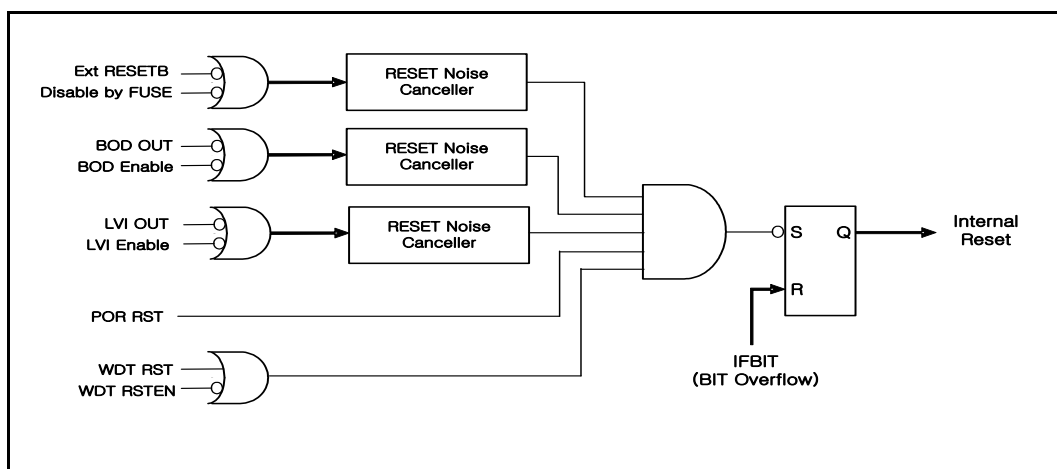 Ext RESETB
Disable by FUSE
RESET Noise
Canceller
BOD OUT
BOD Enable
RESET Noise
Canceller
LVI OUT
LVI Enable
RESET Noise
Canceller
POR RST
WDT RST
WDT RSTEN
S
Q
R
Internal
Reset
IFBIT
(BIT Overflow)